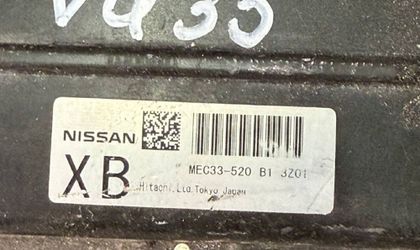 VQ35
NISSAN
MEC33-520 B1 3Z01
XB
Hitachi,Ltd.Tokyo Japan